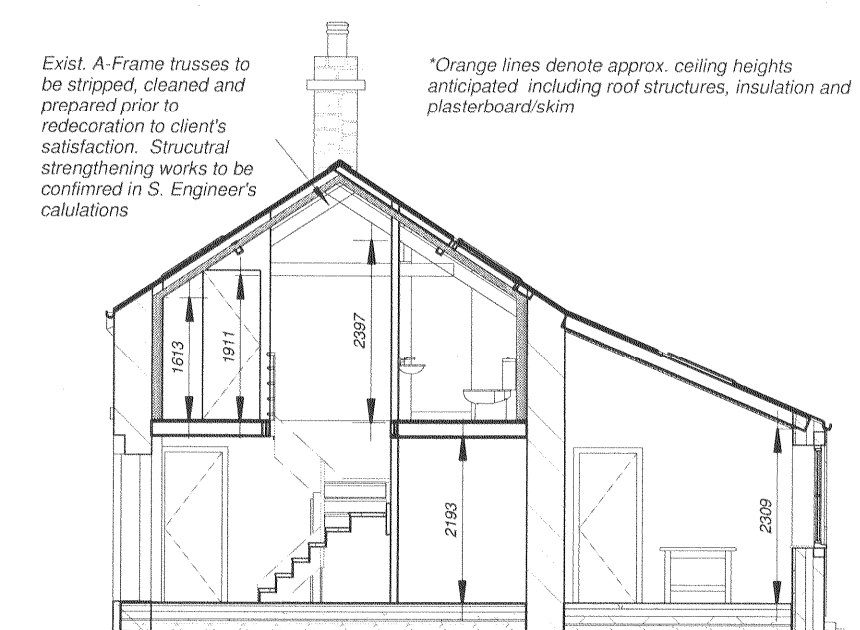 Exist. A-Frame trusses to
be stripped, cleaned and
prepared prior to
redecoration to client's
satisfaction. Strucutral
strengthening works to be
confimred in S. Engineer's
calulations
*Orange lines denote approx. ceiling heights
anticipated including roof structures, insulation and
plasterboard/skim
1613
1911
2397
2193
2309